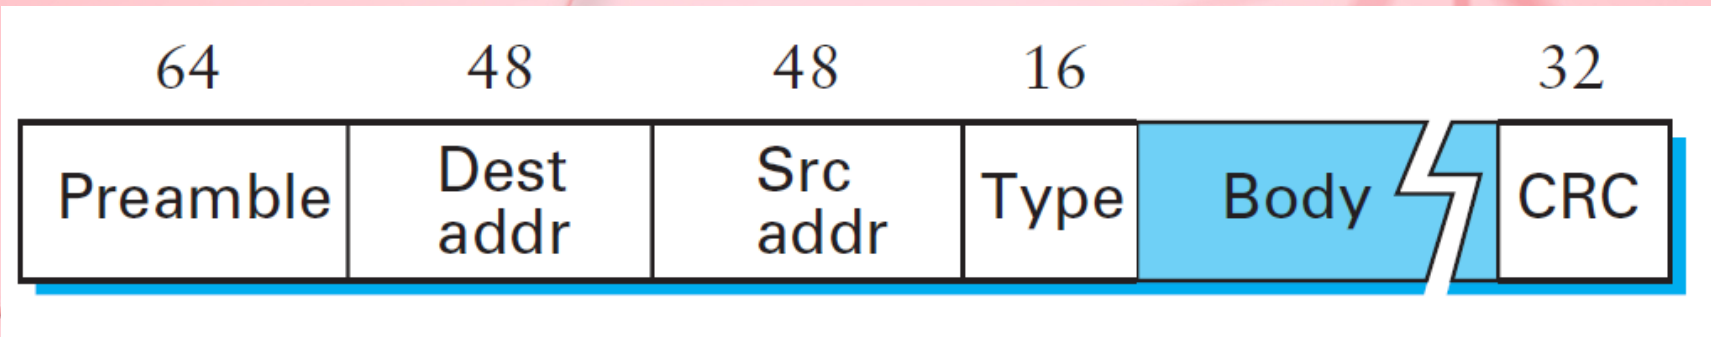 64 48 48 16 32
Preamble Dest addr Src addr Type Body CRC